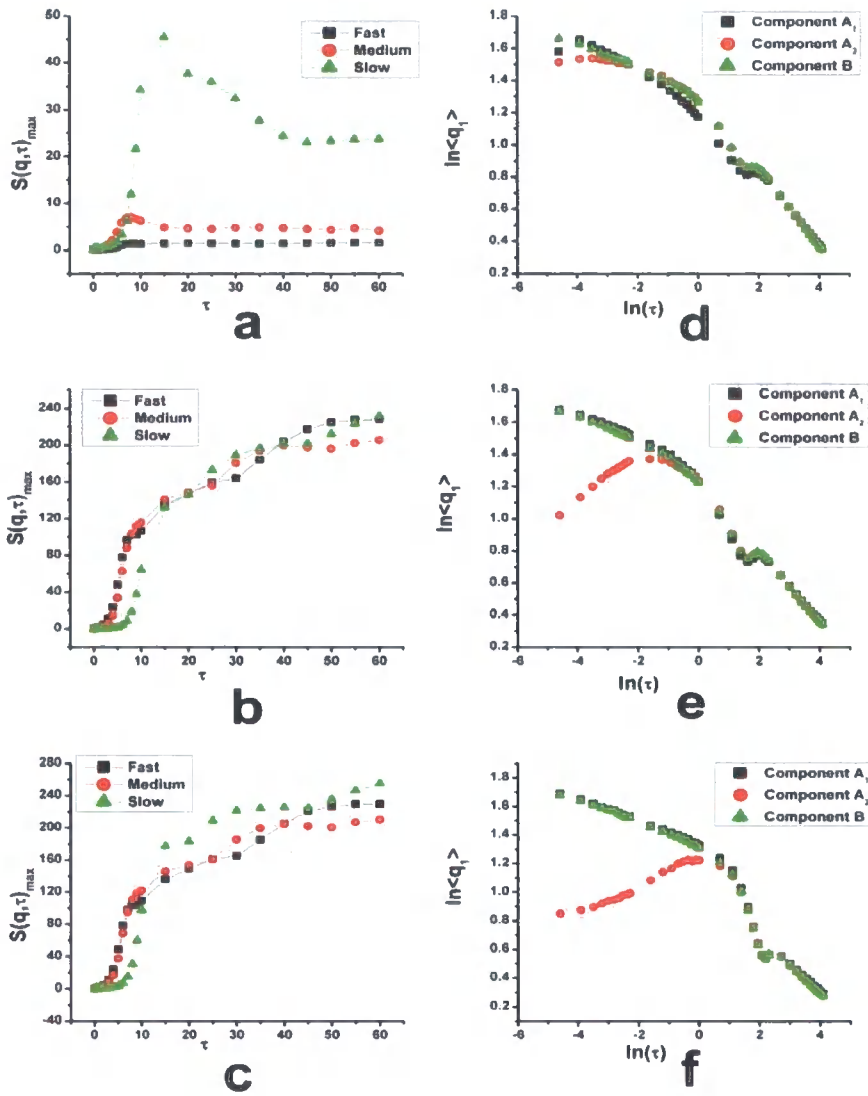 50
40
30
20
10
0
S(q,τ)max
Fast
Medium
Slow
0 10 20 30 40 50 60
τ
a
1.8
1.6
1.4
1.2
1.0
0.8
0.6
0.4
0.2
ln<q₁>
Component A₁
Component A₂
Component B
-6 -4 -2 0 2 4
ln(τ)
d
240
200
160
120
80
40
0
S(q,τ)max
Fast
Medium
Slow
0 10 20 30 40 50 60
τ
b
1.8
1.6
1.4
1.2
1.0
0.8
0.6
0.4
0.2
ln<q₁>
Component A₁
Component A₂
Component B
-6 -4 -2 0 2 4
ln(τ)
e
280
240
200
160
120
80
40
0
-40
S(q,τ)max
Fast
Medium
Slow
0 10 20 30 40 50 60
τ
c
1.8
1.6
1.4
1.2
1.0
0.8
0.6
0.4
0.2
ln<q₁>
Component A₁
Component A₂
Component B
-6 -4 -2 0 2 4
ln(τ)
f